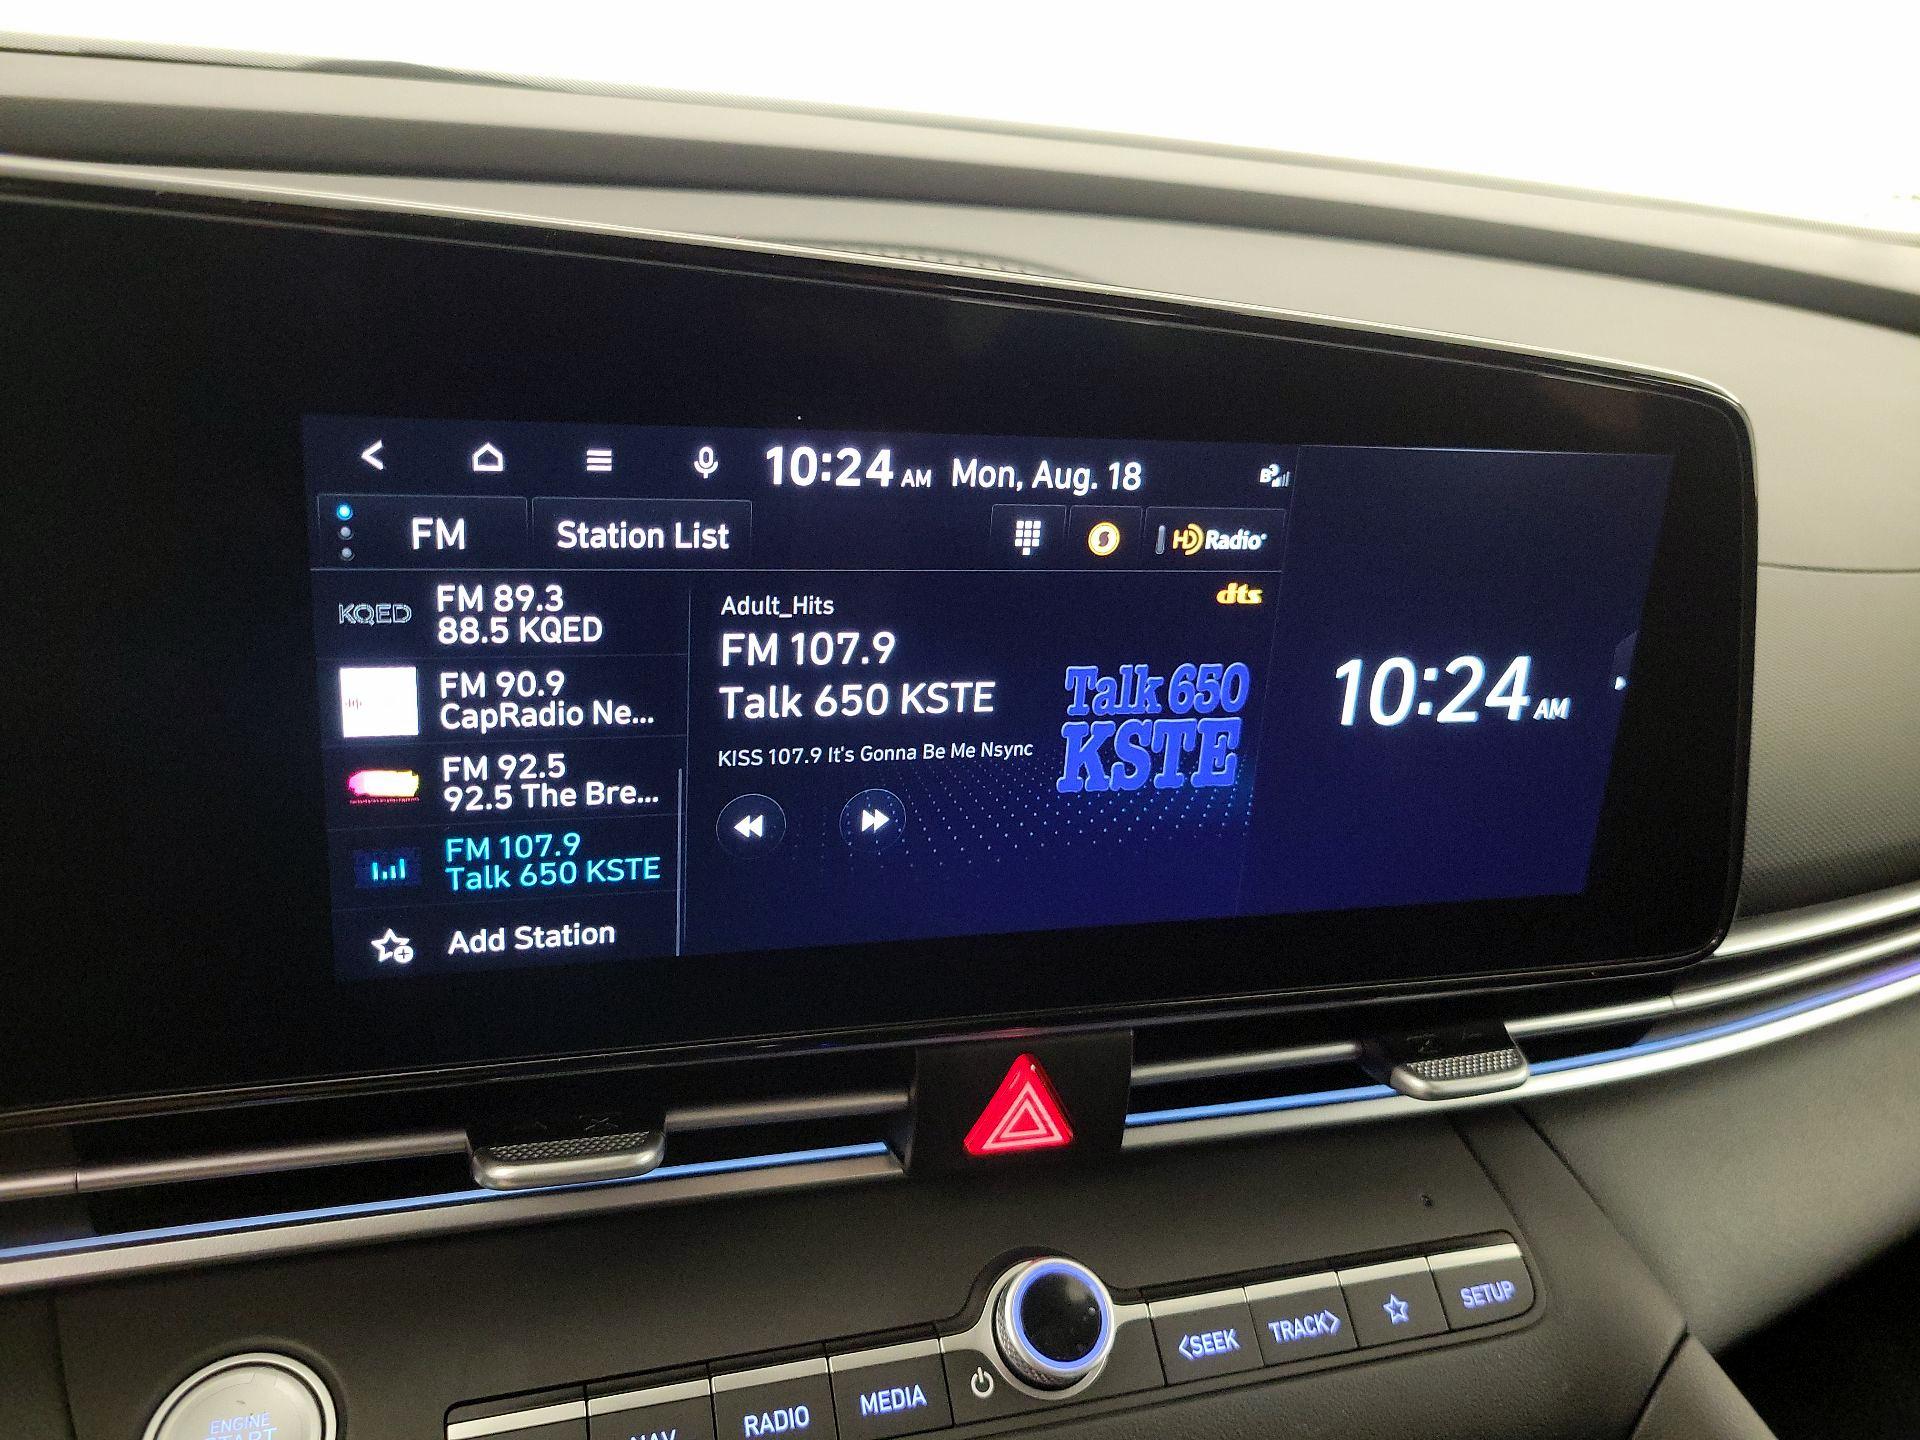 10:24 AM Mon, Aug. 18
FM
Station List
HD Radio
KQED
FM 89.3
88.5 KQED
FM 90.9
CapRadio Ne...
FM 92.5
92.5 The Bre...
FM 107.9
Talk 650 KSTE
Add Station
Adult_Hits
dts
FM 107.9
Talk 650 KSTE
KISS 107.9 It's Gonna Be Me Nsync
Talk 650
KSTE
10:24 AM
ENGINE
START
NAV
RADIO
MEDIA
<SEEK
TRACK>
SETUP